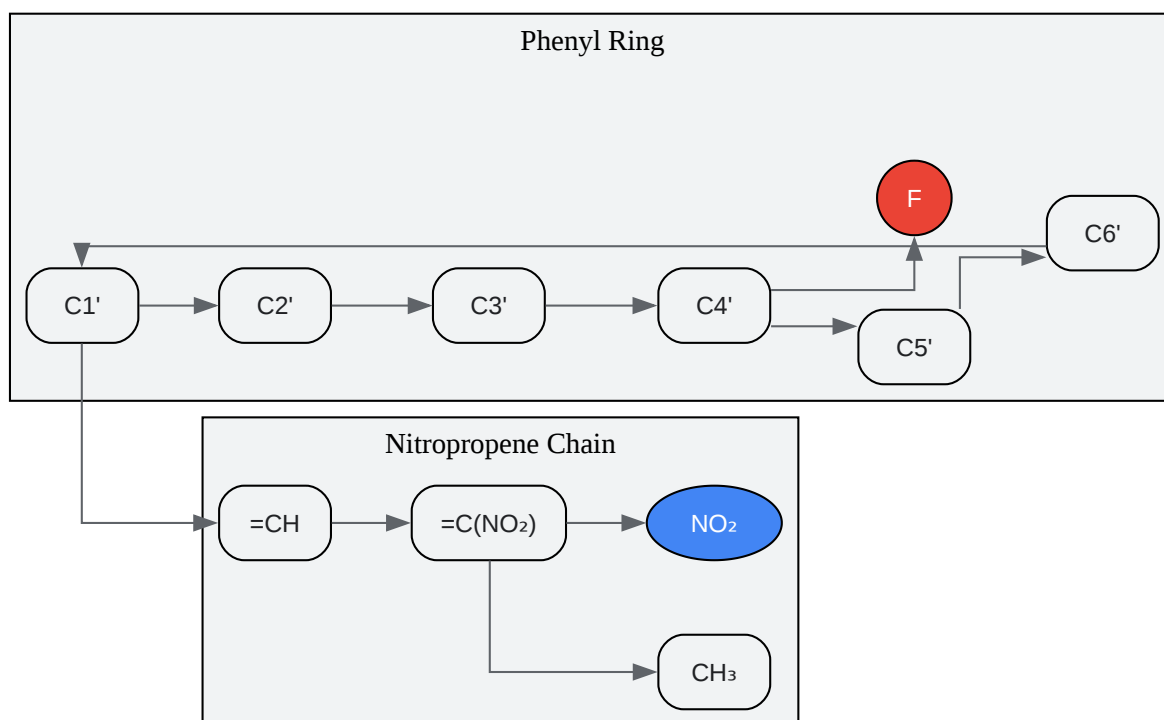 Phenyl Ring
F
C6'
C1'
C2'
C3'
C4'
C5'
Nitropropene Chain
=CH
=C(NO₂)
NO₂
CH₃